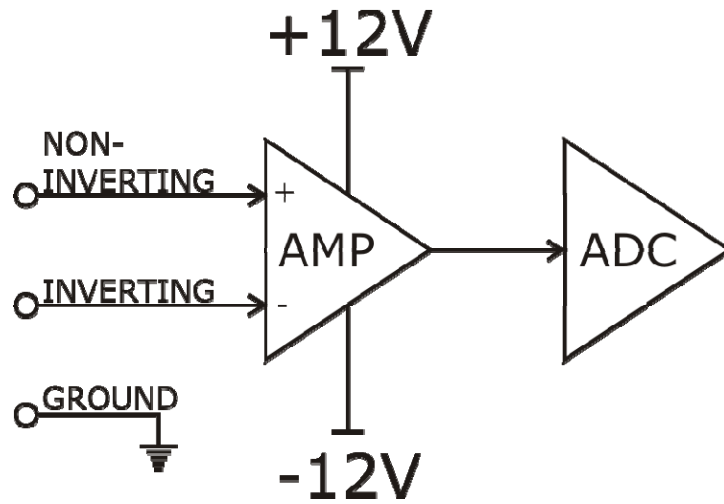 +12V
NON-
INVERTING
+
AMP
ADC
INVERTING
-
GROUND
-12V